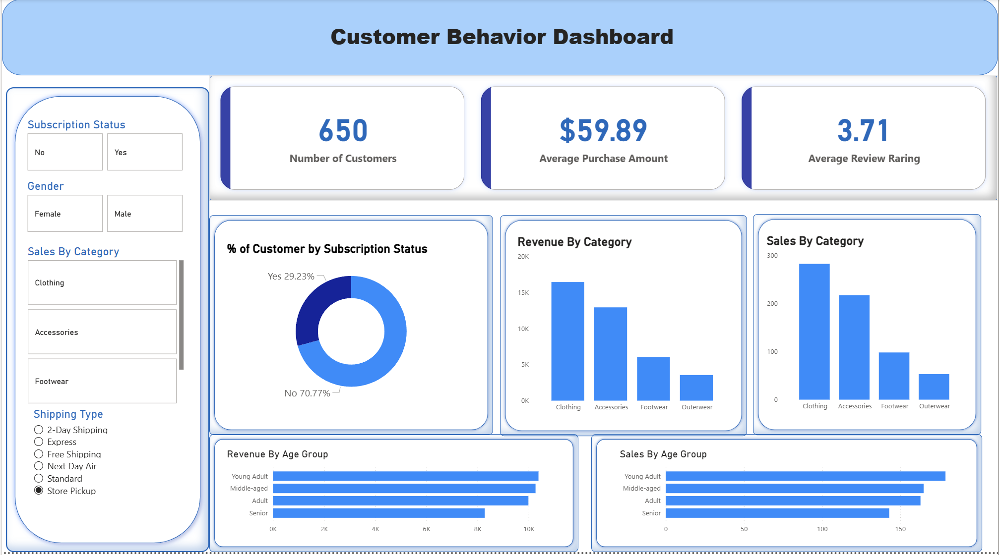 Customer Behavior Dashboard
Subscription Status
No
Yes
Gender
Female
Male
Sales By Category
Clothing
Accessories
Footwear
Shipping Type
2-Day Shipping
Express
Free Shipping
Next Day Air
Standard
Store Pickup
650
Number of Customers
$59.89
Average Purchase Amount
3.71
Average Review Raring
% of Customer by Subscription Status
Yes 29.23%
No 70.77%
Revenue By Category
20K
15K
10K
5K
0K
Clothing
Accessories
Footwear
Outerwear
Sales By Category
300
200
100
0
Clothing
Accessories
Footwear
Outerwear
Revenue By Age Group
Young Adult
Middle-aged
Adult
Senior
0K
2K
4K
6K
8K
10K
Sales By Age Group
Young Adult
Middle-aged
Adult
Senior
0
50
100
150